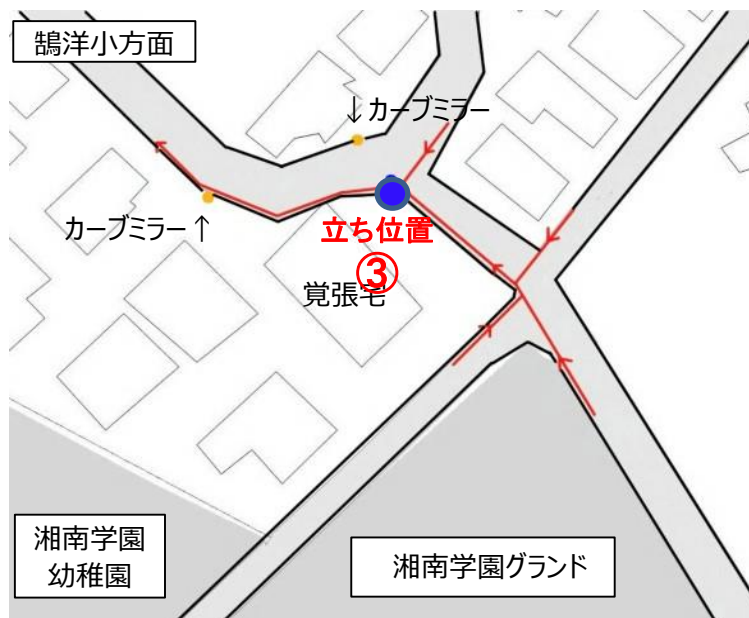 鵠洋小方面
↓カーブミラー
カーブミラー↑
立ち位置
③
覚張宅
湘南学園
幼稚園
湘南学園グランド